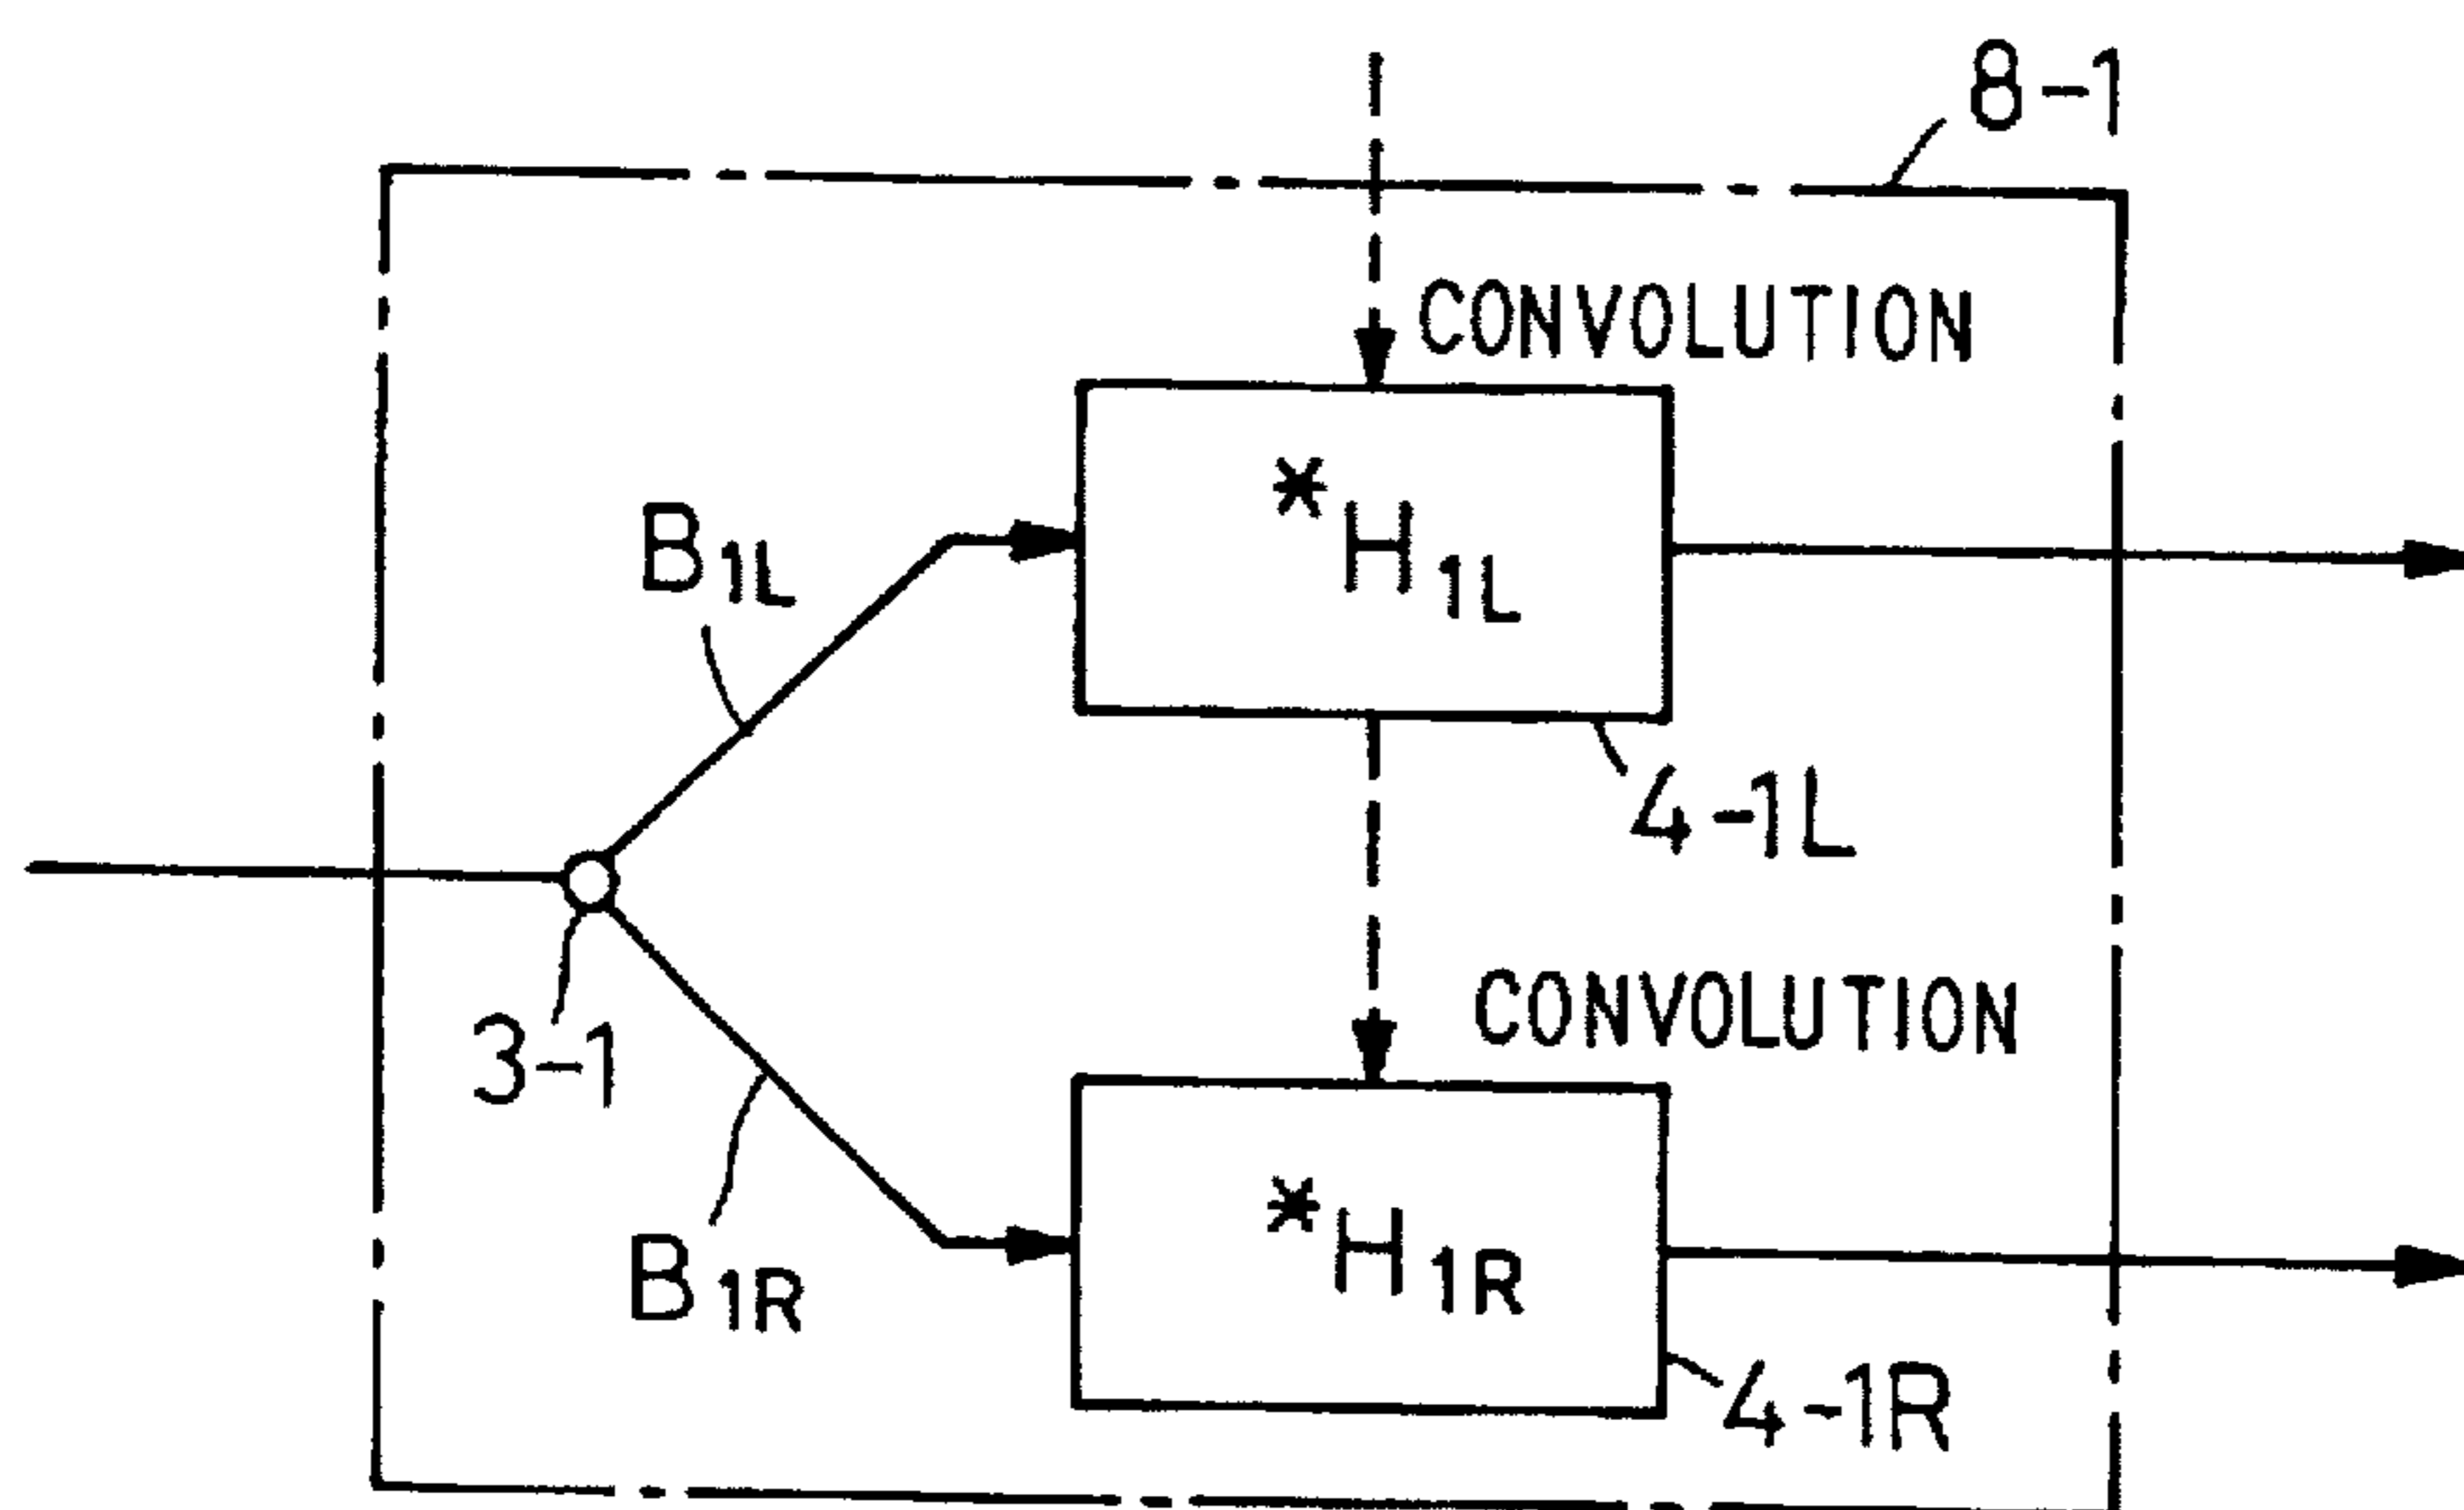 8-1
CONVOLUTION
B1L
*H1L
4-1L
3-1
CONVOLUTION
B1R
*H1R
4-1R